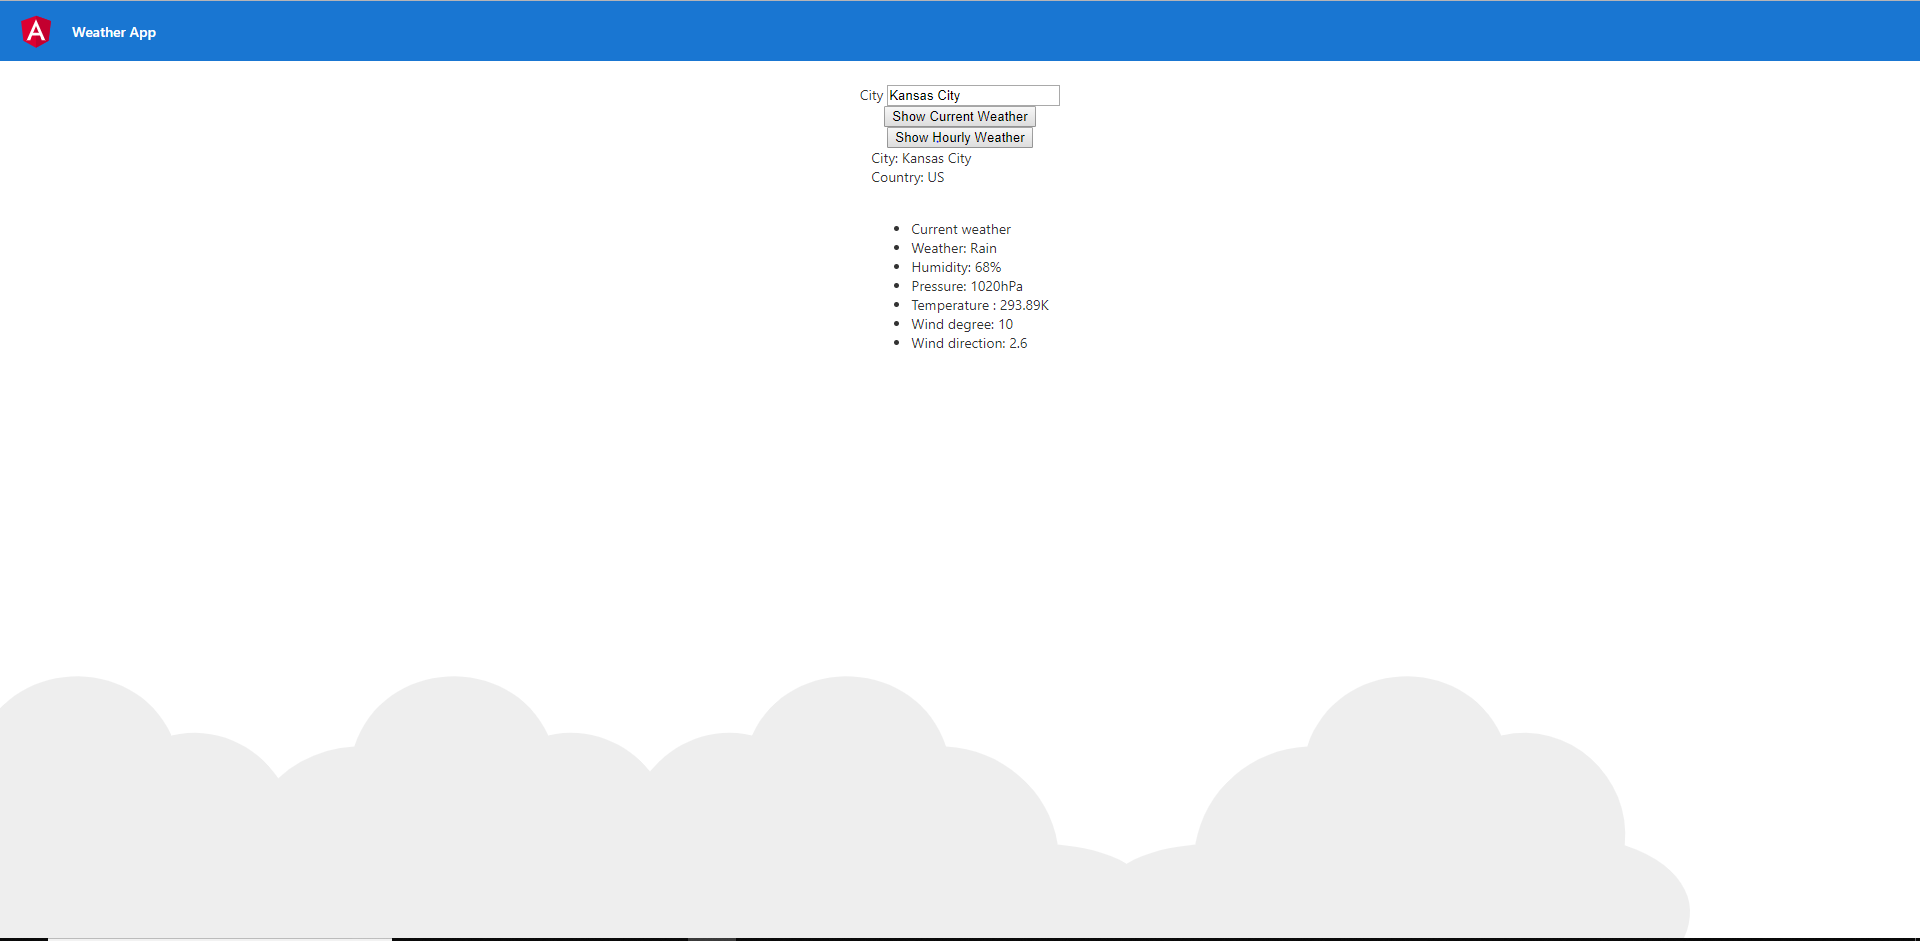 Weather App
City Kansas City
Show Current Weather
Show Hourly Weather
City: Kansas City
Country: US
Current weather
Weather: Rain
Humidity: 68%
Pressure: 1020hPa
Temperature : 293.89K
Wind degree: 10
Wind direction: 2.6